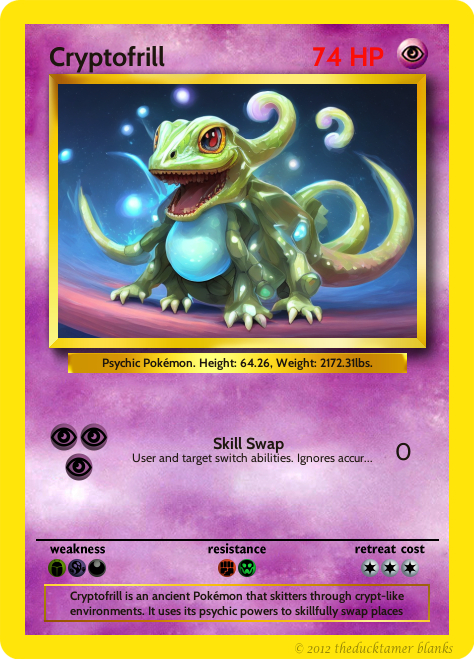 Cryptofrill 74 HP
Psychic Pokémon. Height: 64.26, Weight: 2172.31lbs.
Skill Swap
User and target switch abilities. Ignores accur... 0
weakness resistance retreat cost
Cryptofrill is an ancient Pokémon that skitters through crypt-like
environments. It uses its psychic powers to skillfully swap places
© 2012 theducktamer blanks